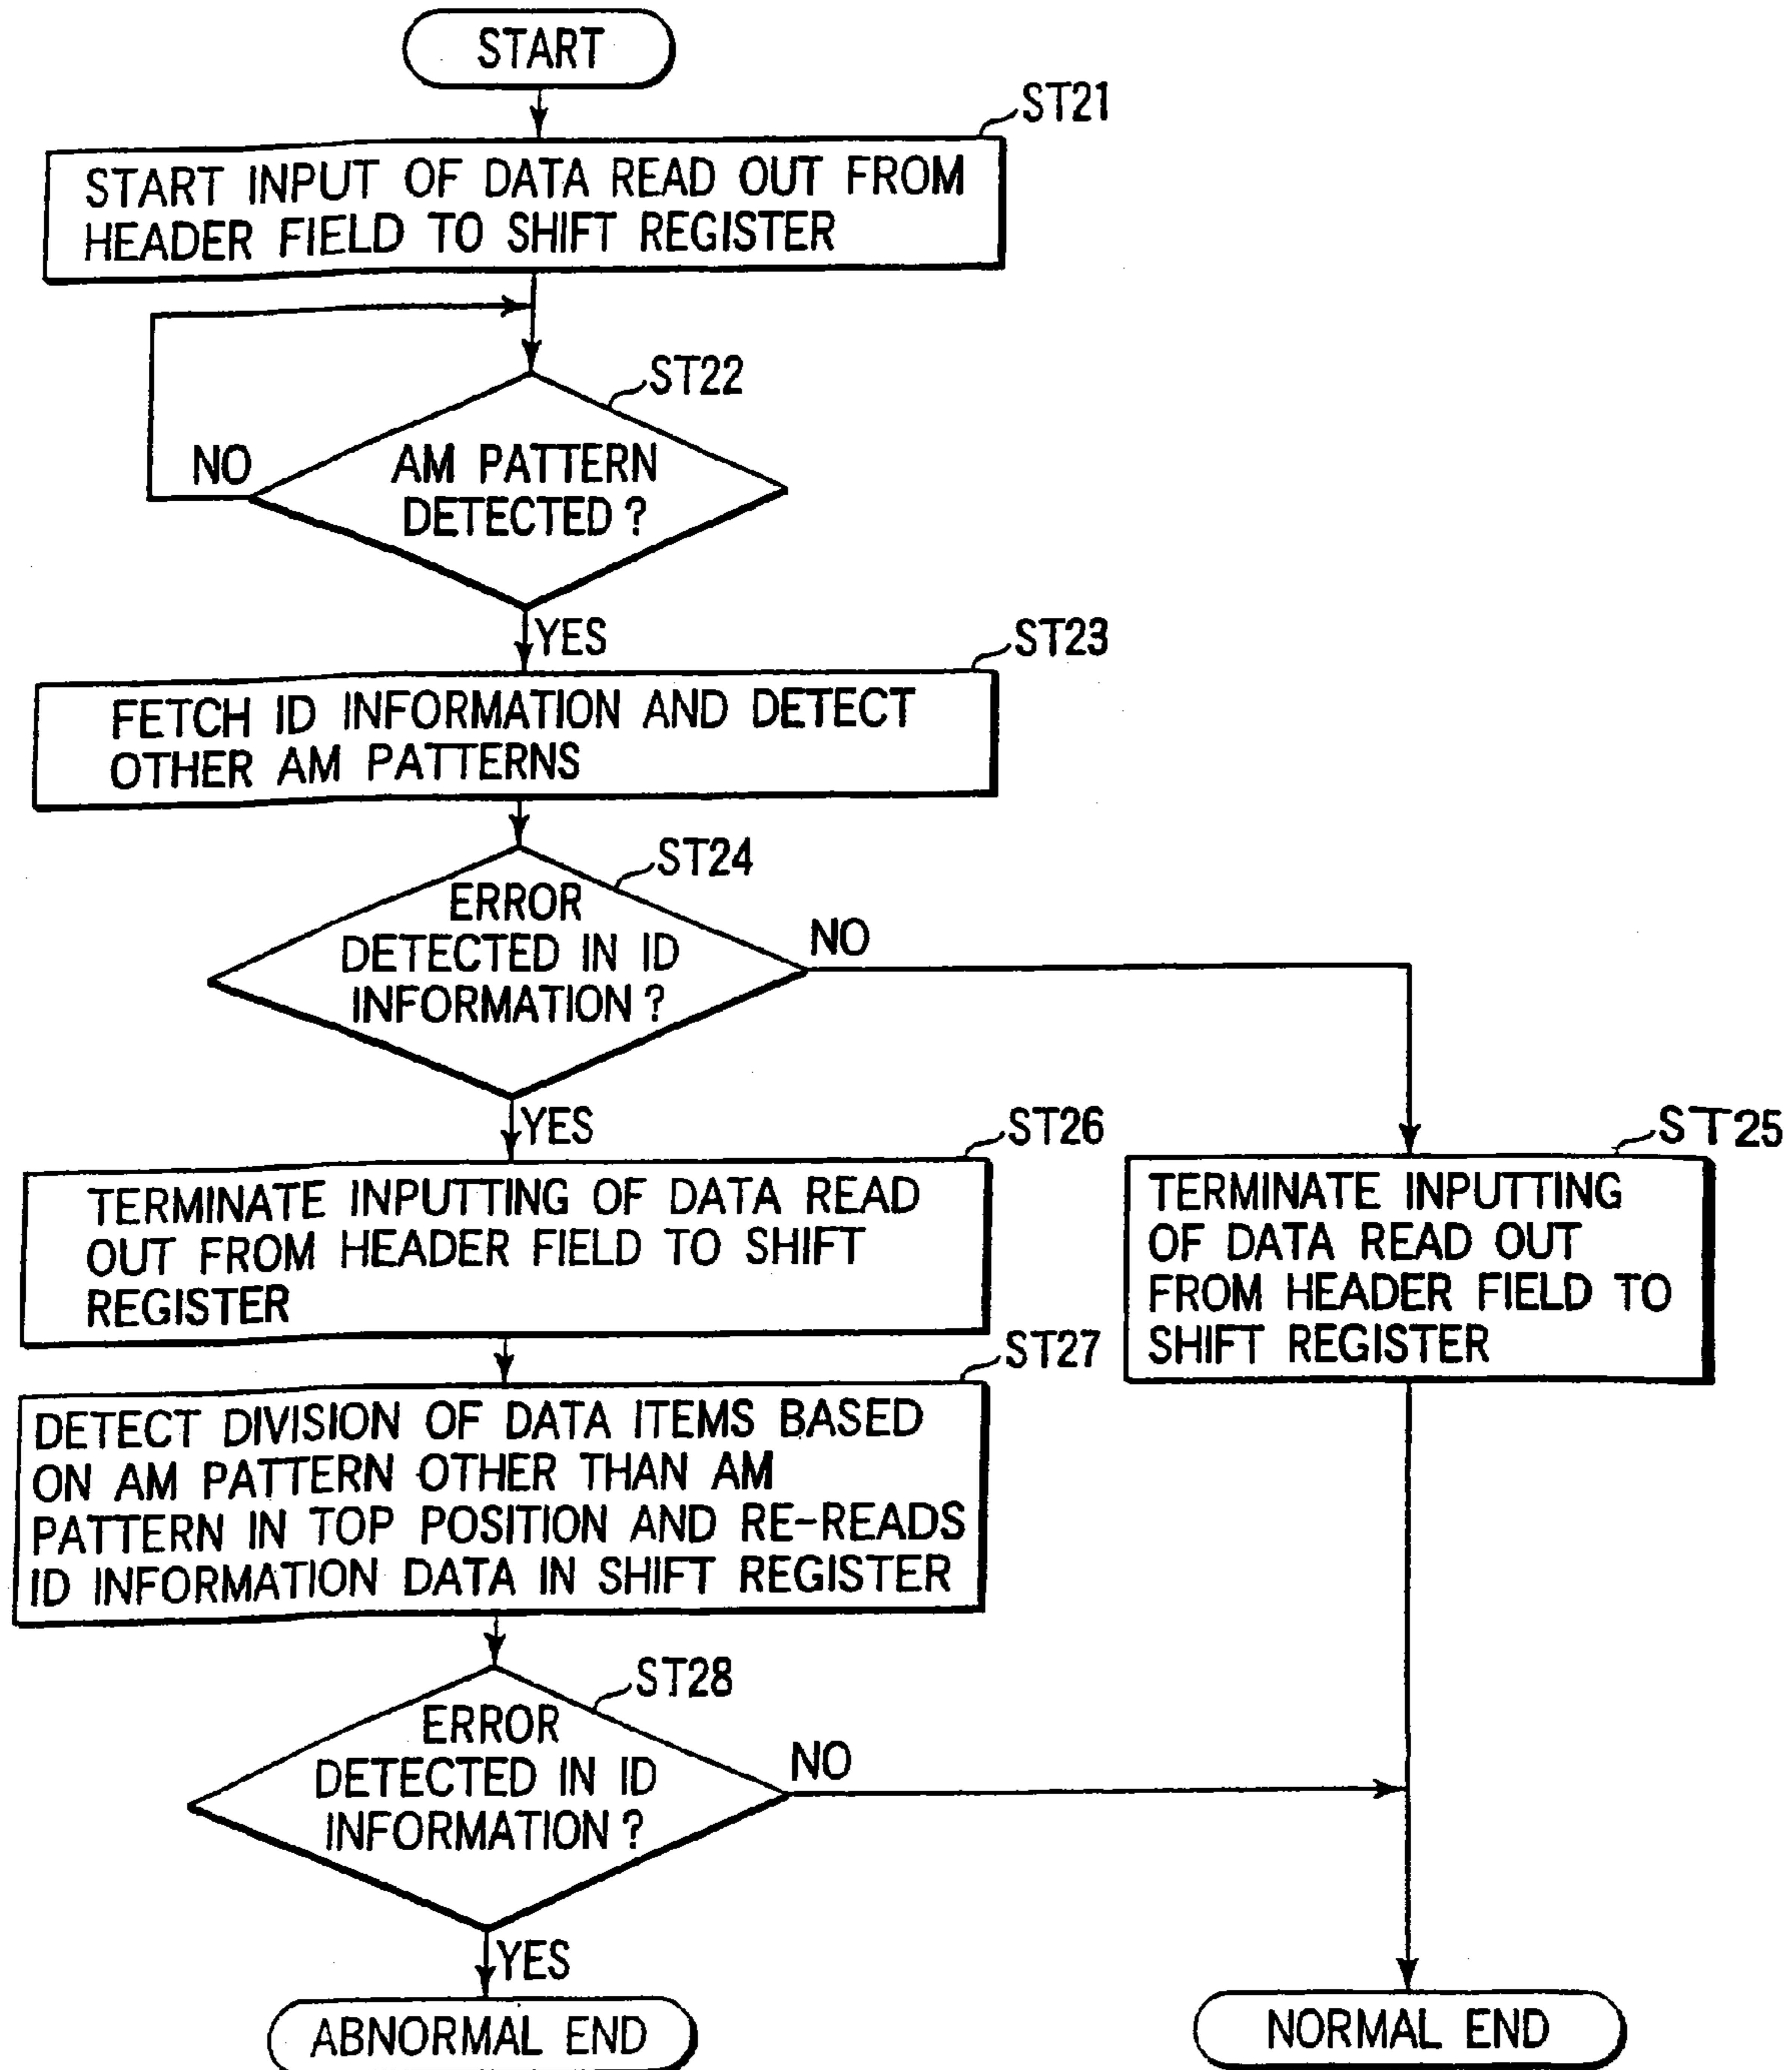 START
ST21
START INPUT OF DATA READ OUT FROM
HEADER FIELD TO SHIFT REGISTER
ST22
NO
AM PATTERN
DETECTED?
YES
ST23
FETCH ID INFORMATION AND DETECT
OTHER AM PATTERNS
ST24
ERROR
DETECTED IN ID
INFORMATION?
NO
YES
ST26
TERMINATE INPUTTING OF DATA READ
OUT FROM HEADER FIELD TO SHIFT
REGISTER
ST25
TERMINATE INPUTTING
OF DATA READ OUT
FROM HEADER FIELD TO
SHIFT REGISTER
ST27
DETECT DIVISION OF DATA ITEMS BASED
ON AM PATTERN OTHER THAN AM
PATTERN IN TOP POSITION AND RE-READS
ID INFORMATION DATA IN SHIFT REGISTER
ST28
ERROR
DETECTED IN ID
INFORMATION?
NO
YES
ABNORMAL END
NORMAL END